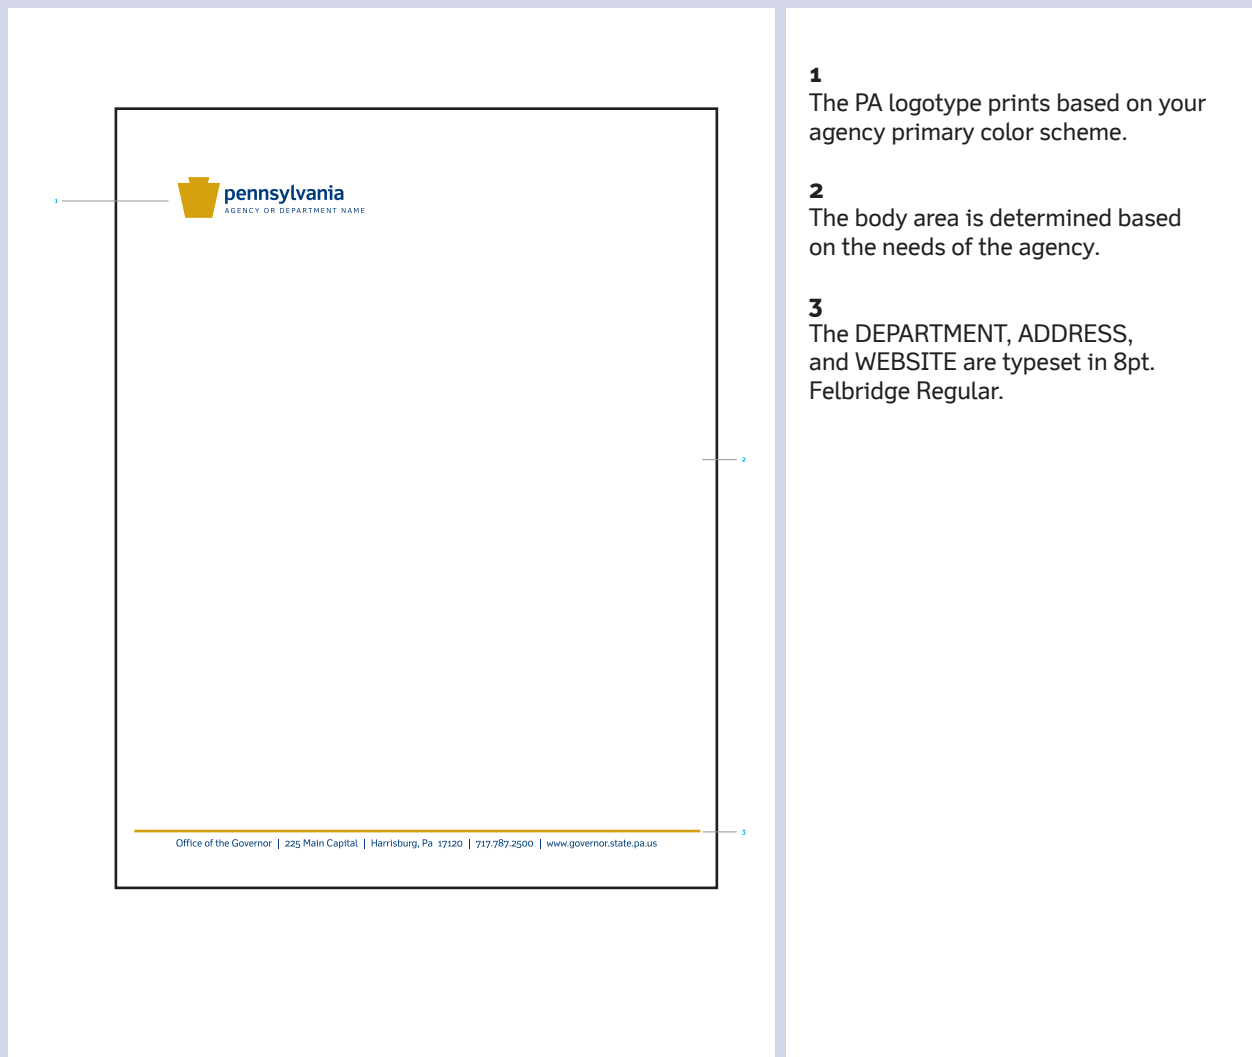 1
pennsylvania
AGENCY OR DEPARTMENT NAME
2
3
Office of the Governor | 225 Main Capital | Harrisburg, Pa 17120 | 717.787.2500 | www.governor.state.pa.us
1
The PA logotype prints based on your
agency primary color scheme.
2
The body area is determined based
on the needs of the agency.
3
The DEPARTMENT, ADDRESS,
and WEBSITE are typeset in 8pt.
Felbridge Regular.